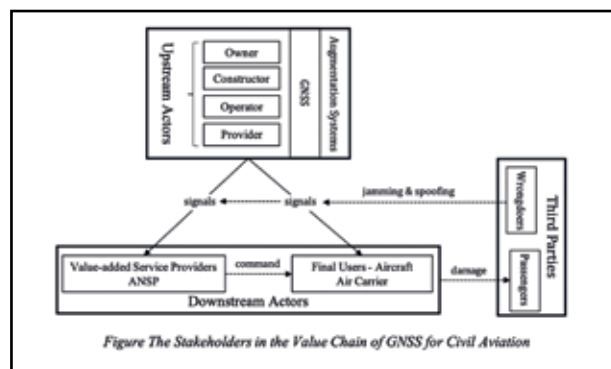 Upstream Actors
Owner
Constructor
Operator
Provider
GNSS
Augmentation Systems
signals
signals
jamming & spoofing
Wrongdoers
Passengers
Third Parties
Value-added Service Providers
ANSP
command
Final Users - Aircraft
Air Carrier
damage
Downstream Actors
Figure The Stakeholders in the Value Chain of GNSS for Civil Aviation